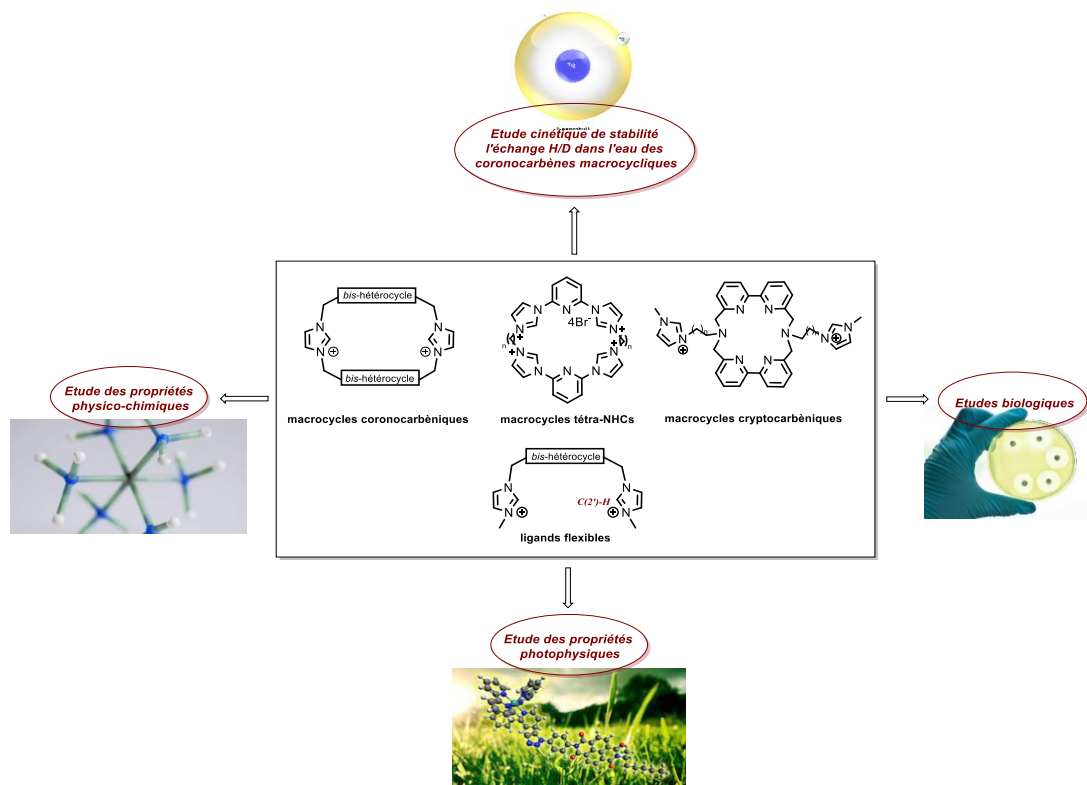 Etude cinétique de stabilité
l'échange H/D dans l'eau des
coronocarbènes macrocycliques
bis-hétérocycle
N
N
N
N
bis-hétérocycle
macrocycles coronocarbèniques
N
N
N
N
N
4Br-
n
n
N
N
N
N
N
macrocycles tétra-NHCs
N
N
N
N
n
N
N
n
N
N
N
N
macrocycles cryptocarbèniques
Etude des propriétés
physico-chimiques
Etudes biologiques
bis-hétérocycle
N
N
C(2')-H
N
N
ligands flexibles
Etude des propriétés
photophysiques